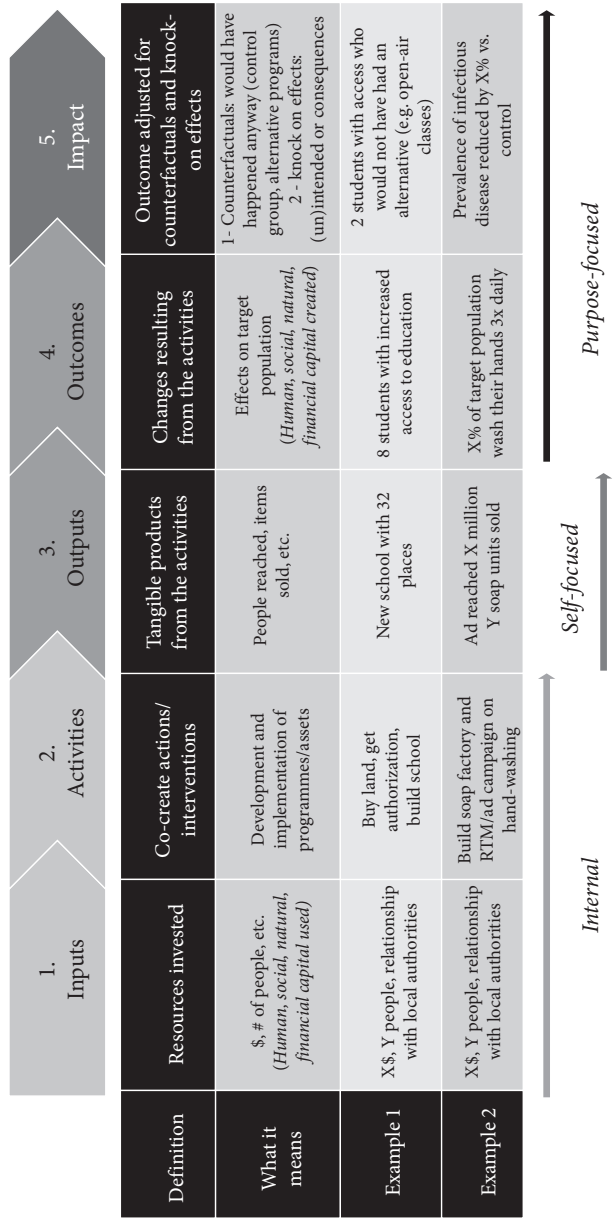 1.
Inputs
2.
Activities
3.
Outputs
4.
Outcomes
5.
Impact
Definition
Resources invested
Co-create actions/
interventions
Tangible products
from the activities
Changes resulting
from the activities
Outcome adjusted for
counterfactuals and knock-
on effects
What it
means
$, # of people, etc.
(Human, social, natural,
financial capital used)
Development and
implementation of
programmes/assets
People reached, items
sold, etc.
Effects on target
population
(Human, social, natural,
financial capital created)
1- Counterfactuals: would have
happened anyway (control
group, alternative programs)
2 - knock on effects:
(un)intended or consequences
Example 1
X$, Y people, relationship
with local authorities
Buy land, get
authorization,
build school
New school with 32
places
8 students with increased
access to education
2 students with access who
would not have had an
alternative (e.g. open-air
classes)
Example 2
X$, Y people, relationship
with local authorities
Build soap factory and
RTM/ad campaign on
hand-washing
Ad reached X million
Y soap units sold
X% of target population
wash their hands 3x daily
Prevalence of infectious
disease reduced by X% vs.
control
Internal
Self-focused
Purpose-focused